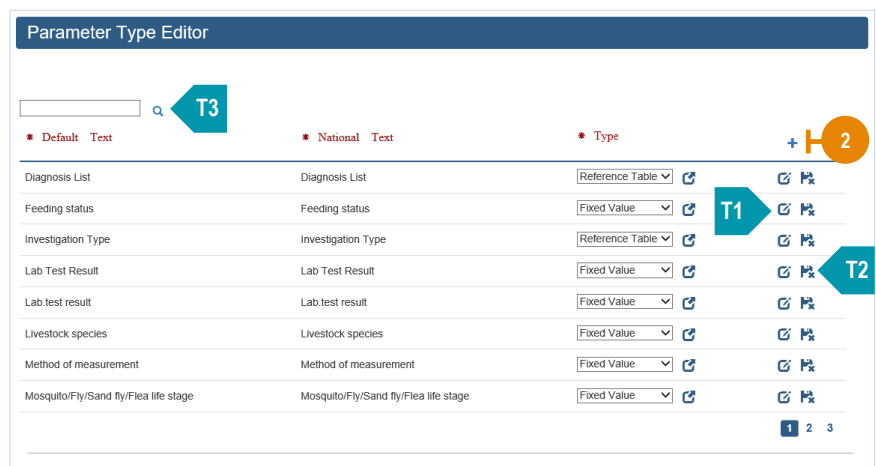 Parameter Type Editor
T3
* Default Text * National Text * Type
+ 2
Diagnosis List Diagnosis List Reference Table
Feeding status Feeding status Fixed Value T1
Investigation Type Investigation Type Reference Table
Lab Test Result Lab Test Result Fixed Value T2
Lab.test result Lab.test result Fixed Value
Livestock species Livestock species Fixed Value
Method of measurement Method of measurement Fixed Value
Mosquito/Fly/Sand fly/Flea life stage Mosquito/Fly/Sand fly/Flea life stage Fixed Value
1 2 3